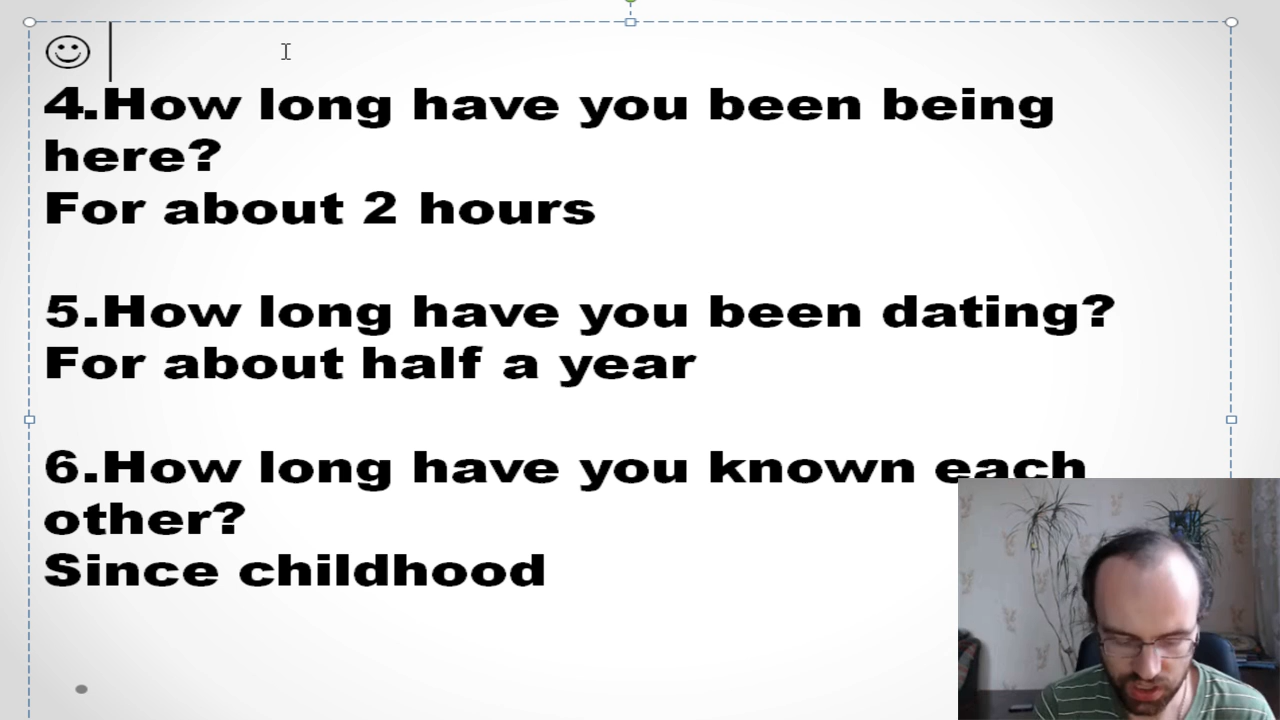 4.How long have you been being
here?
For about 2 hours
5.How long have you been dating?
For about half a year
6.How long have you known each
other?
Since childhood